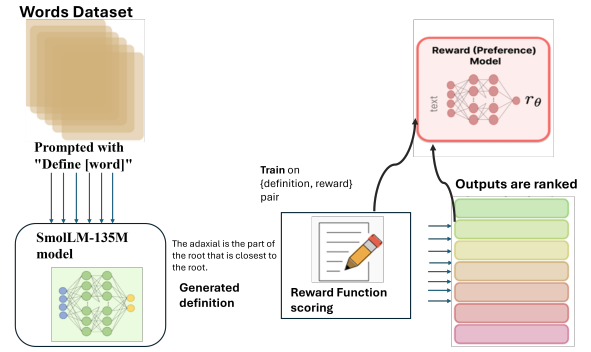 Words Dataset
Prompted with
"Define [word]"
SmolLM-135M
model
The adaxial is the part of
the root that is closest to
the root.
Generated
definition
Train on
{definition, reward}
pair
Reward Function
scoring
Reward (Preference)
Model
text
rθ
Outputs are ranked